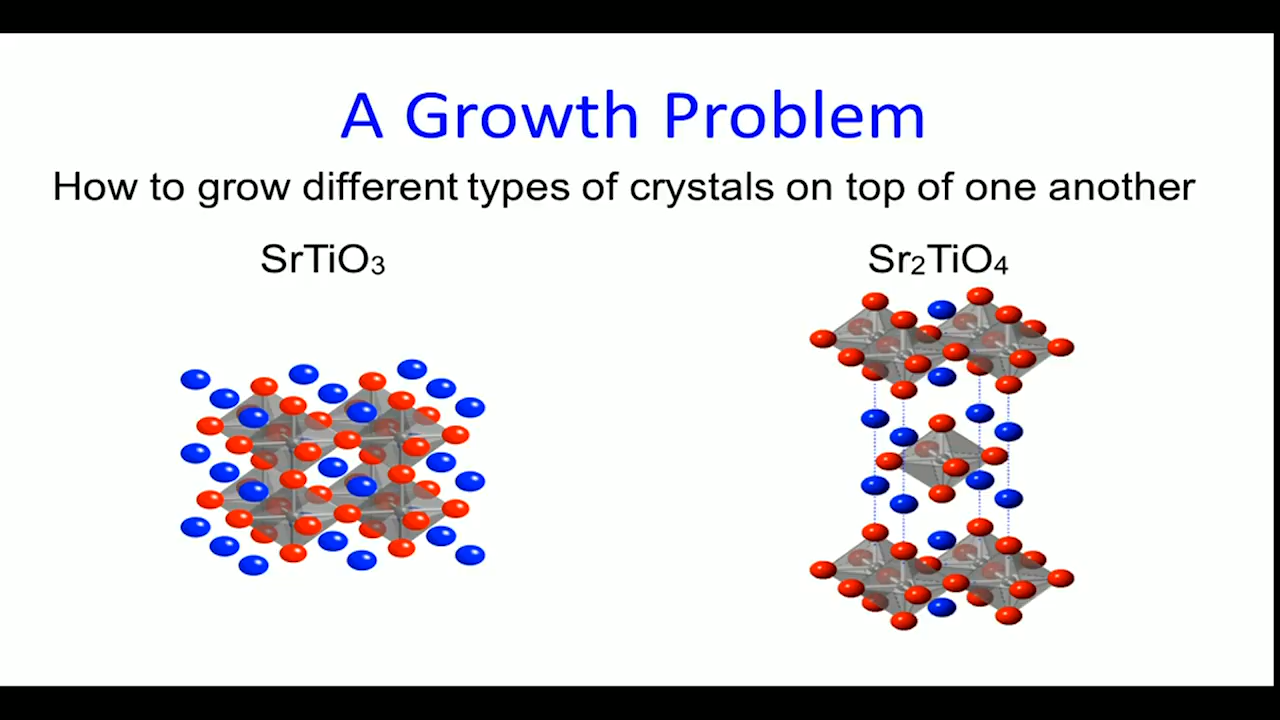 A Growth Problem
How to grow different types of crystals on top of one another
SrTiO₃
Sr₂TiO₄